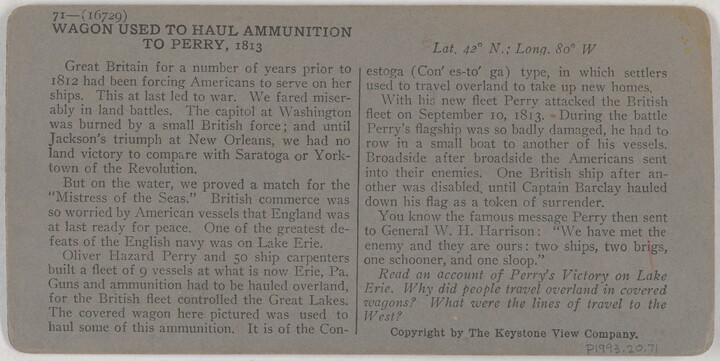 71—(16729)
WAGON USED TO HAUL AMMUNITION
TO PERRY, 1813
Great Britain for a number of years prior to
1812 had been forcing Americans to serve on her
ships. This at last led to war. We fared miser-
ably in land battles. The capitol at Washington
was burned by a small British force; and until
Jackson's triumph at New Orleans, we had no
land victory to compare with Saratoga or York-
town of the Revolution.
But on the water, we proved a match for the
"Mistress of the Seas." British commerce was
so worried by American vessels that England was
at last ready for peace. One of the greatest de-
feats of the English navy was on Lake Erie.
Oliver Hazard Perry and 50 ship carpenters
built a fleet of 9 vessels at what is now Erie, Pa.
Guns and ammunition had to be hauled overland,
for the British fleet controlled the Great Lakes.
The covered wagon here pictured was used to
haul some of this ammunition. It is of the Con-
Lat. 42° N.; Long. 80° W
estoga (Con' es-to' ga) type, in which settlers
used to travel overland to take up new homes.
With his new fleet Perry attacked the British
fleet on September 10, 1813. During the battle
Perry's flagship was so badly damaged, he had to
row in a small boat to another of his vessels.
Broadside after broadside the Americans sent
into their enemies. One British ship after an-
other was disabled, until Captain Barclay hauled
down his flag as a token of surrender.
You know the famous message Perry then sent
to General W. H. Harrison: "We have met the
enemy and they are ours: two ships, two brigs,
one schooner, and one sloop."
Read an account of Perry's Victory on Lake
Erie. Why did people travel overland in covered
wagons? What were the lines of travel to the
West?
Copyright by The Keystone View Company.
P1993.20.71